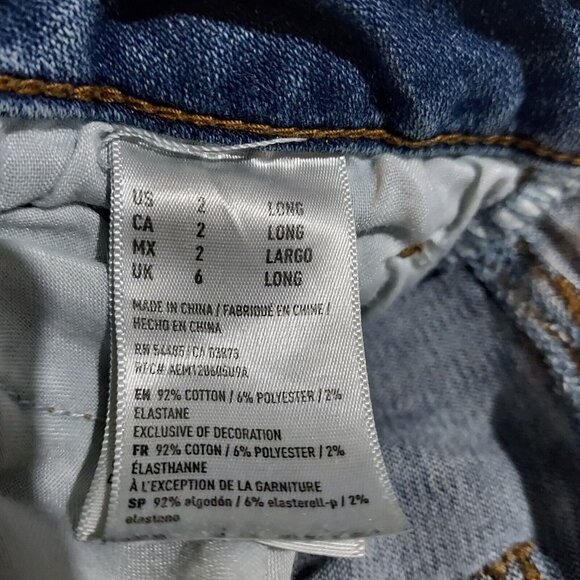 US 2 LONG
CA 2 LONG
MX 2 LARGO
UK 6 LONG
MADE IN CHINA / FABRIQUÉ EN CHINE /
HECHO EN CHINA
RN 54485 / CA 03873
RFC# AEM120606U9A
EN 92% COTTON / 6% POLYESTER / 2%
ELASTANE
EXCLUSIVE OF DECORATION
FR 92% COTON / 6% POLYESTER / 2%
ÉLASTHANNE
À L'EXCEPTION DE LA GARNITURE
SP 92% algodón / 6% elasterell-p / 2%
elastano